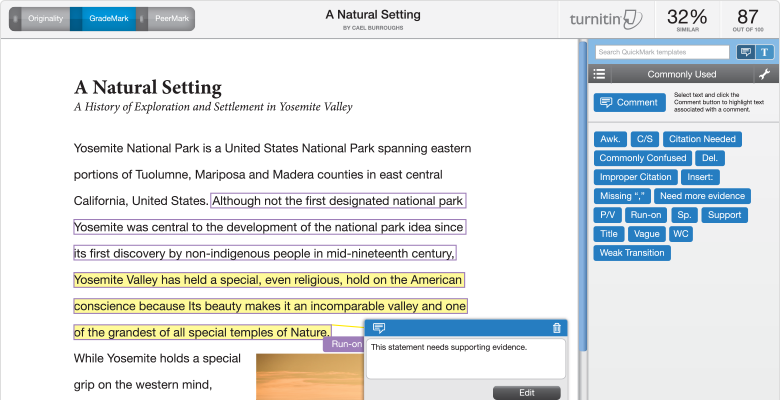 Originality GradeMark PeerMark
A Natural Setting
BY CAEL BURROUGHS
turnitin
32%
SIMILAR
87
OUT OF 100
Search QuickMark templates
T
Commonly Used
Comment
Select text and click the
Comment button to highlight text
associated with a comment.
Awk. C/S Citation Needed
Commonly Confused Del.
Improper Citation Insert:
Missing “,” Need more evidence
P/V Run-on Sp. Support
Title Vague WC
Weak Transition
A Natural Setting
A History of Exploration and Settlement in Yosemite Valley
Yosemite National Park is a United States National Park spanning eastern
portions of Tuolumne, Mariposa and Madera counties in east central
California, United States. Although not the first designated national park
Yosemite was central to the development of the national park idea since
its first discovery by non-indigenous people in mid-nineteenth century,
Yosemite Valley has held a special, even religious, hold on the American
conscience because Its beauty makes it an incomparable valley and one
of the grandest of all special temples of Nature.
Run-on
This statement needs supporting evidence.
Edit
While Yosemite holds a special
grip on the western mind,